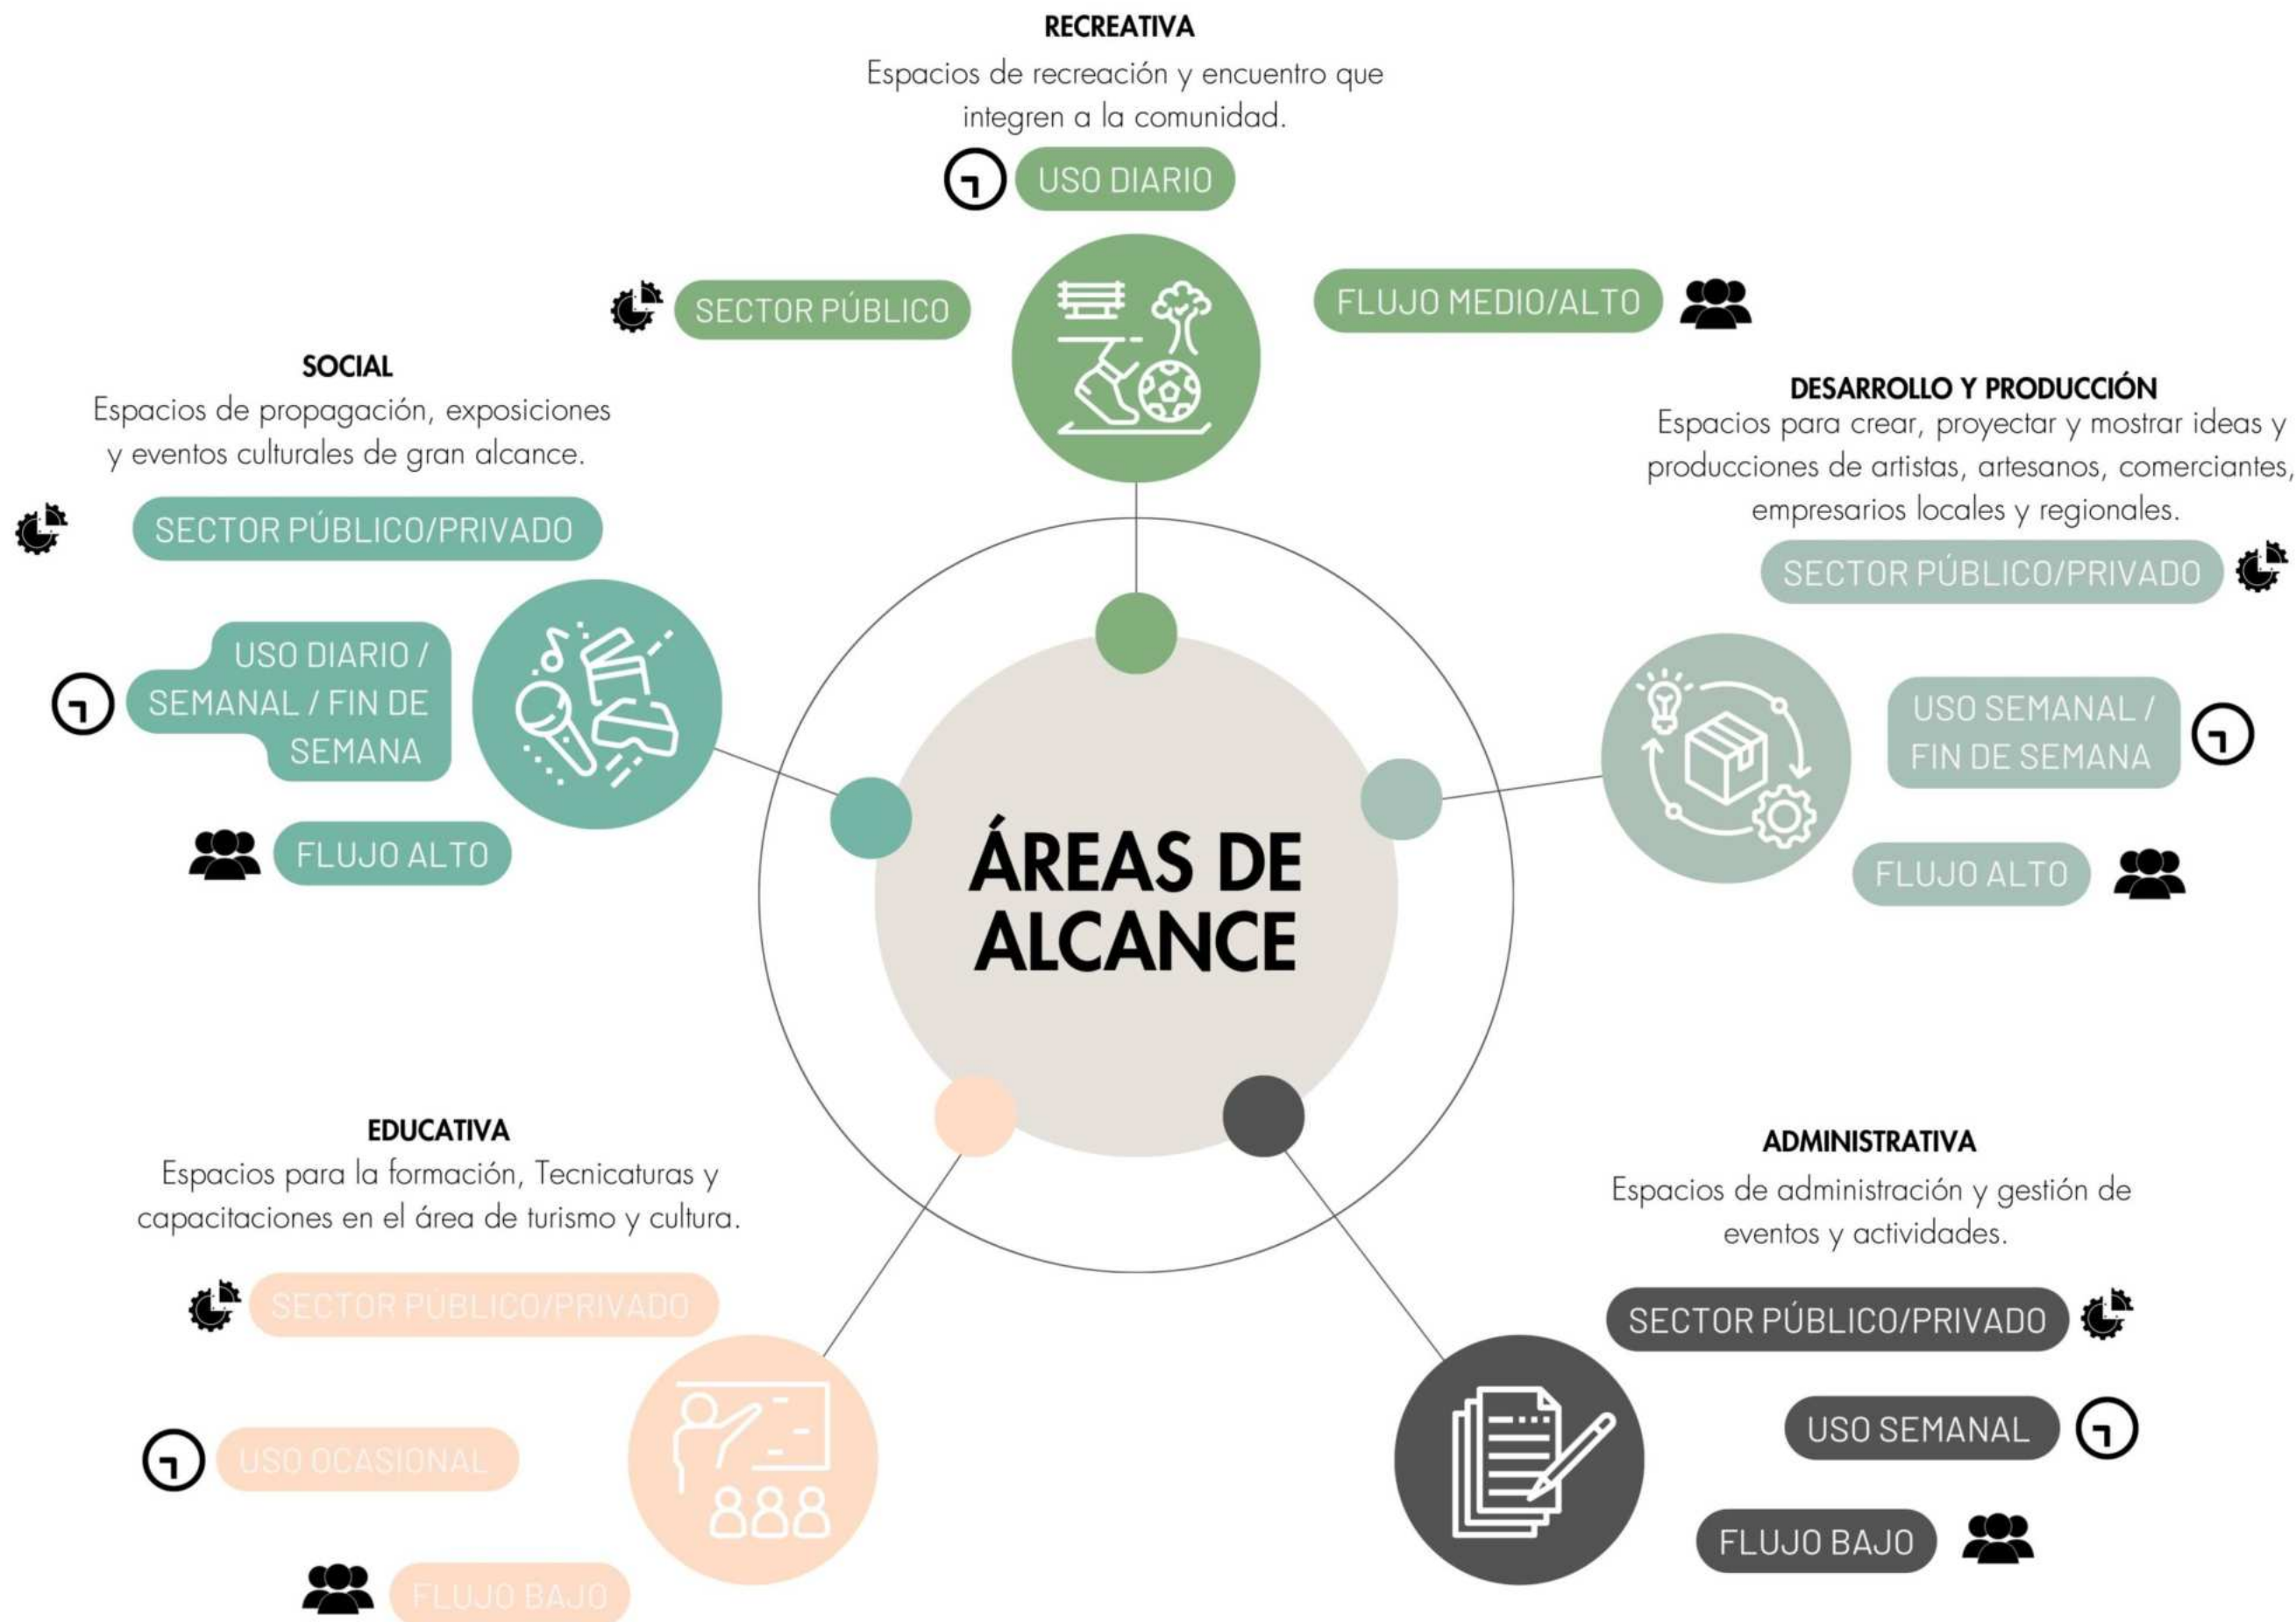 RECREATIVA
Espacios de recreación y encuentro que
integren a la comunidad.
USO DIARIO
SECTOR PÚBLICO
FLUJO MEDIO/ALTO
SOCIAL
Espacios de propagación, exposiciones
y eventos culturales de gran alcance.
SECTOR PÚBLICO/PRIVADO
USO DIARIO /
SEMANAL / FIN DE
SEMANA
FLUJO ALTO
DESARROLLO Y PRODUCCIÓN
Espacios para crear, proyectar y mostrar ideas y
producciones de artistas, artesanos, comerciantes,
empresarios locales y regionales.
SECTOR PÚBLICO/PRIVADO
USO SEMANAL /
FIN DE SEMANA
FLUJO ALTO
ÁREAS DE
ALCANCE
EDUCATIVA
Espacios para la formación, Tecnicaturas y
capacitaciones en el área de turismo y cultura.
SECTOR PÚBLICO/PRIVADO
USO OCASIONAL
FLUJO BAJO
ADMINISTRATIVA
Espacios de administración y gestión de
eventos y actividades.
SECTOR PÚBLICO/PRIVADO
USO SEMANAL
FLUJO BAJO